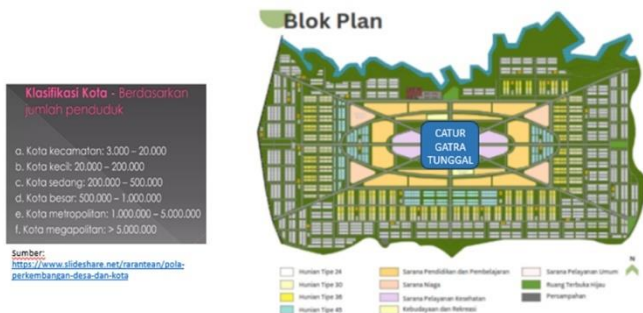 Klasifikasi Kota - Berdasarkan
jumlah penduduk
a. Kota kecamatan: 3.000 – 20.000
b. Kota kecil: 20.000 – 200.000
c. Kota sedang: 200.000 – 500.000
d. Kota besar: 500.000 – 1.000.000
e. Kota metropolitan: 1.000.000 – 5.000.000
f. Kota megapolitan: > 5.000.000
Sumber:
https://www.slideshare.net/rarantean/pola-
perkembangan-desa-dan-kota
Blok Plan
CATUR
GATRA
TUNGGAL
N
Hunian Tipe 24
Hunian Tipe 30
Hunian Tipe 36
Hunian Tipe 45
Sarana Pendidikan dan Pembelajaran
Sarana Niaga
Sarana Pelayanan Kesehatan
Kebudayaan dan Rekreasi
Sarana Pelayanan Umum
Ruang Terbuka Hijau
Persampahan